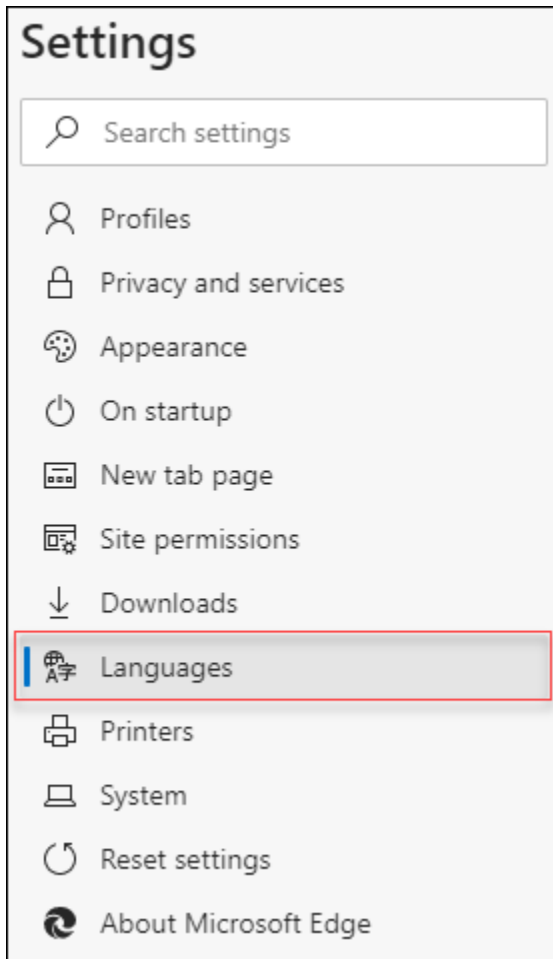 Settings
Search settings
Profiles
Privacy and services
Appearance
On startup
New tab page
Site permissions
Downloads
Languages
Printers
System
Reset settings
About Microsoft Edge